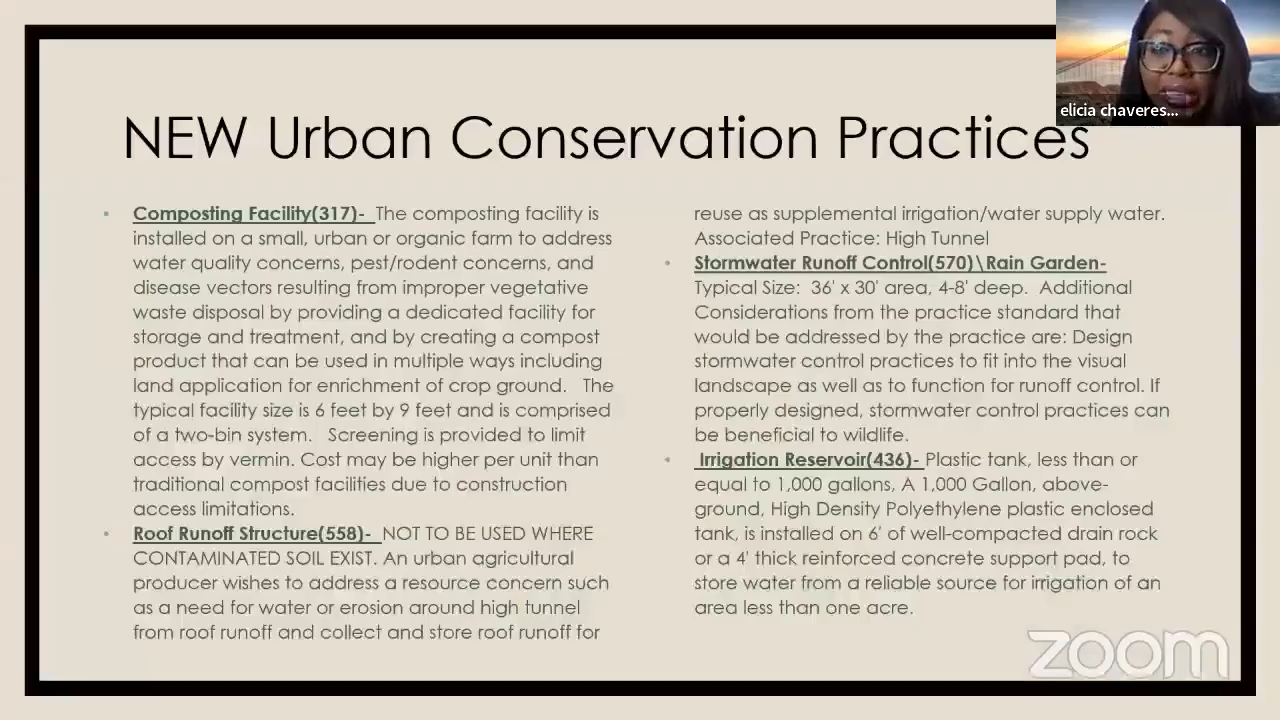 elicia chaveres...
NEW Urban Conservation Practices
Composting Facility(317)- The composting facility is
installed on a small, urban or organic farm to address
water quality concerns, pest/rodent concerns, and
disease vectors resulting from improper vegetative
waste disposal by providing a dedicated facility for
storage and treatment, and by creating a compost
product that can be used in multiple ways including
land application for enrichment of crop ground. The
typical facility size is 6 feet by 9 feet and is comprised
of a two-bin system. Screening is provided to limit
access by vermin. Cost may be higher per unit than
traditional compost facilities due to construction
access limitations.
Roof Runoff Structure(558)- NOT TO BE USED WHERE
CONTAMINATED SOIL EXIST. An urban agricultural
producer wishes to address a resource concern such
as a need for water or erosion around high tunnel
from roof runoff and collect and store roof runoff for
reuse as supplemental irrigation/water supply water.
Associated Practice: High Tunnel
Stormwater Runoff Control(570)\Rain Garden-
Typical Size: 36' x 30' area, 4-8' deep. Additional
Considerations from the practice standard that
would be addressed by the practice are: Design
stormwater control practices to fit into the visual
landscape as well as to function for runoff control. If
properly designed, stormwater control practices can
be beneficial to wildlife.
Irrigation Reservoir(436)- Plastic tank, less than or
equal to 1,000 gallons, A 1,000 Gallon, above-
ground, High Density Polyethylene plastic enclosed
tank, is installed on 6' of well-compacted drain rock
or a 4' thick reinforced concrete support pad, to
store water from a reliable source for irrigation of an
area less than one acre.
zoom